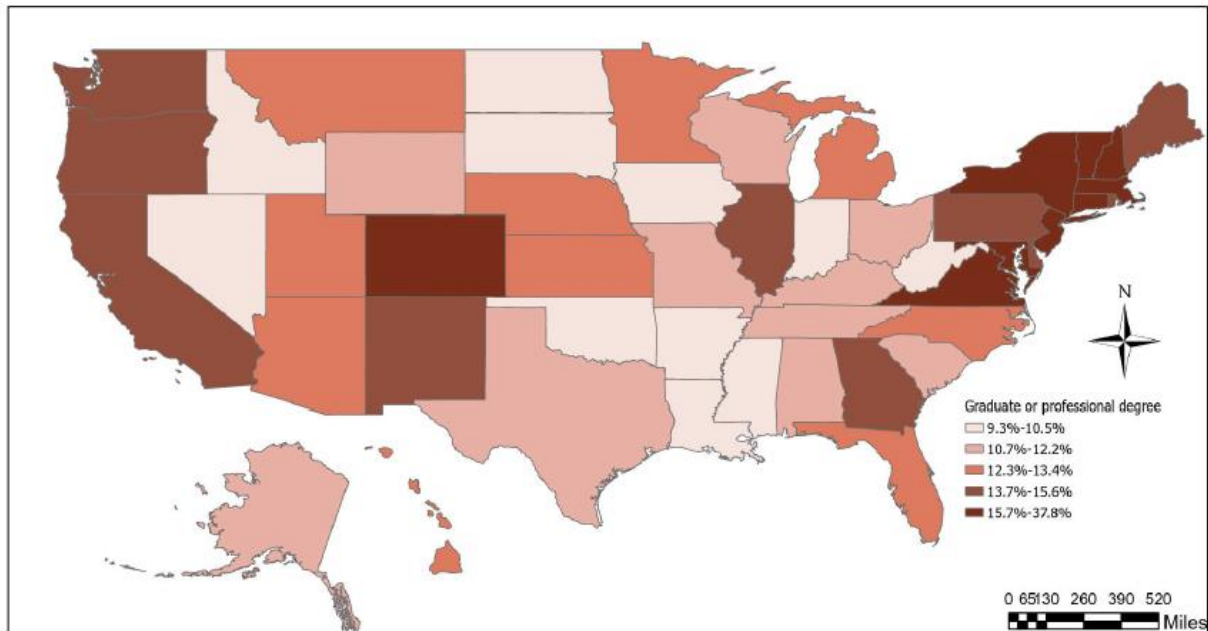 N
Graduate or professional degree
9.3%-10.5%
10.7%-12.2%
12.3%-13.4%
13.7%-15.6%
15.7%-37.8%
0 65130 260 390 520
Miles